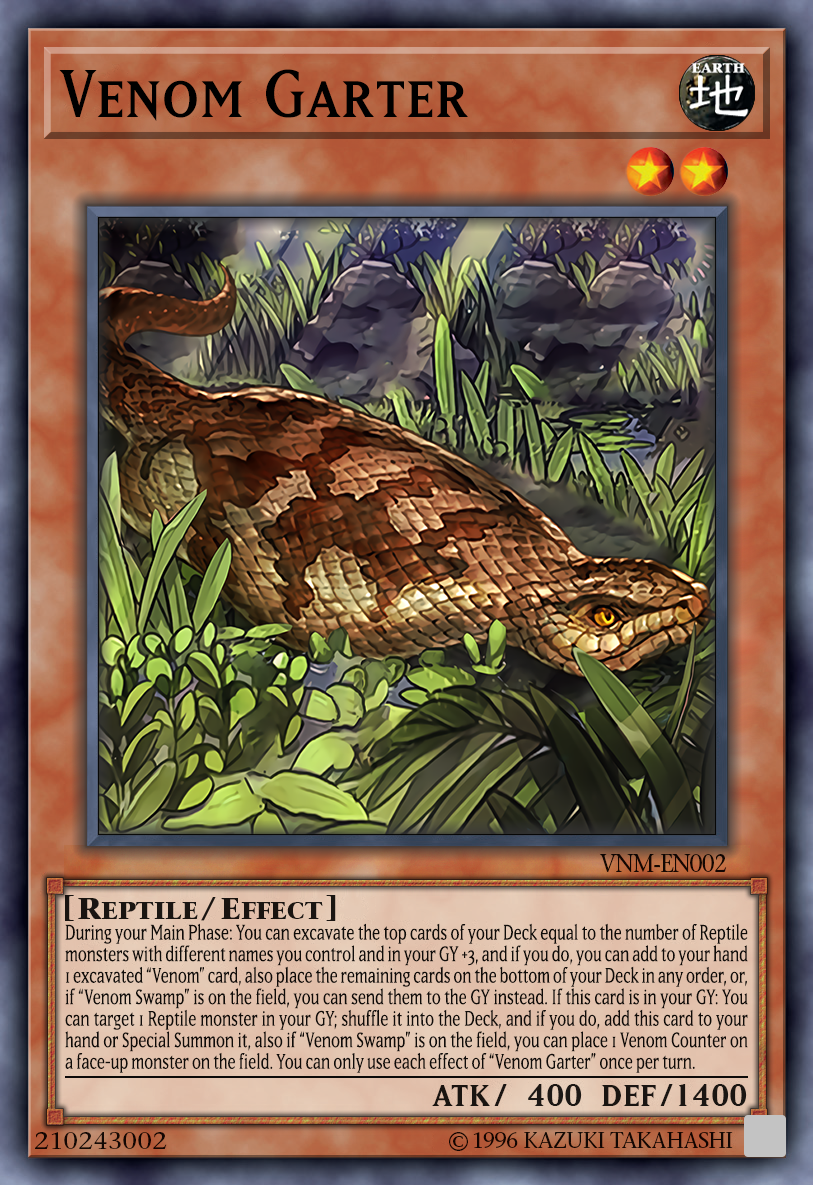 Venom Garter
EARTH
地
VNM-EN002
[Reptile/Effect]
During your Main Phase: You can excavate the top cards of your Deck equal to the number of Reptile
monsters with different names you control and in your GY +3, and if you do, you can add to your hand
1 excavated “Venom” card, also place the remaining cards on the bottom of your Deck in any order, or,
if “Venom Swamp” is on the field, you can send them to the GY instead. If this card is in your GY: You
can target 1 Reptile monster in your GY; shuffle it into the Deck, and if you do, add this card to your
hand or Special Summon it, also if “Venom Swamp” is on the field, you can place 1 Venom Counter on
a face-up monster on the field. You can only use each effect of “Venom Garter” once per turn.
ATK/ 400 DEF/1400
210243002
© 1996 KAZUKI TAKAHASHI